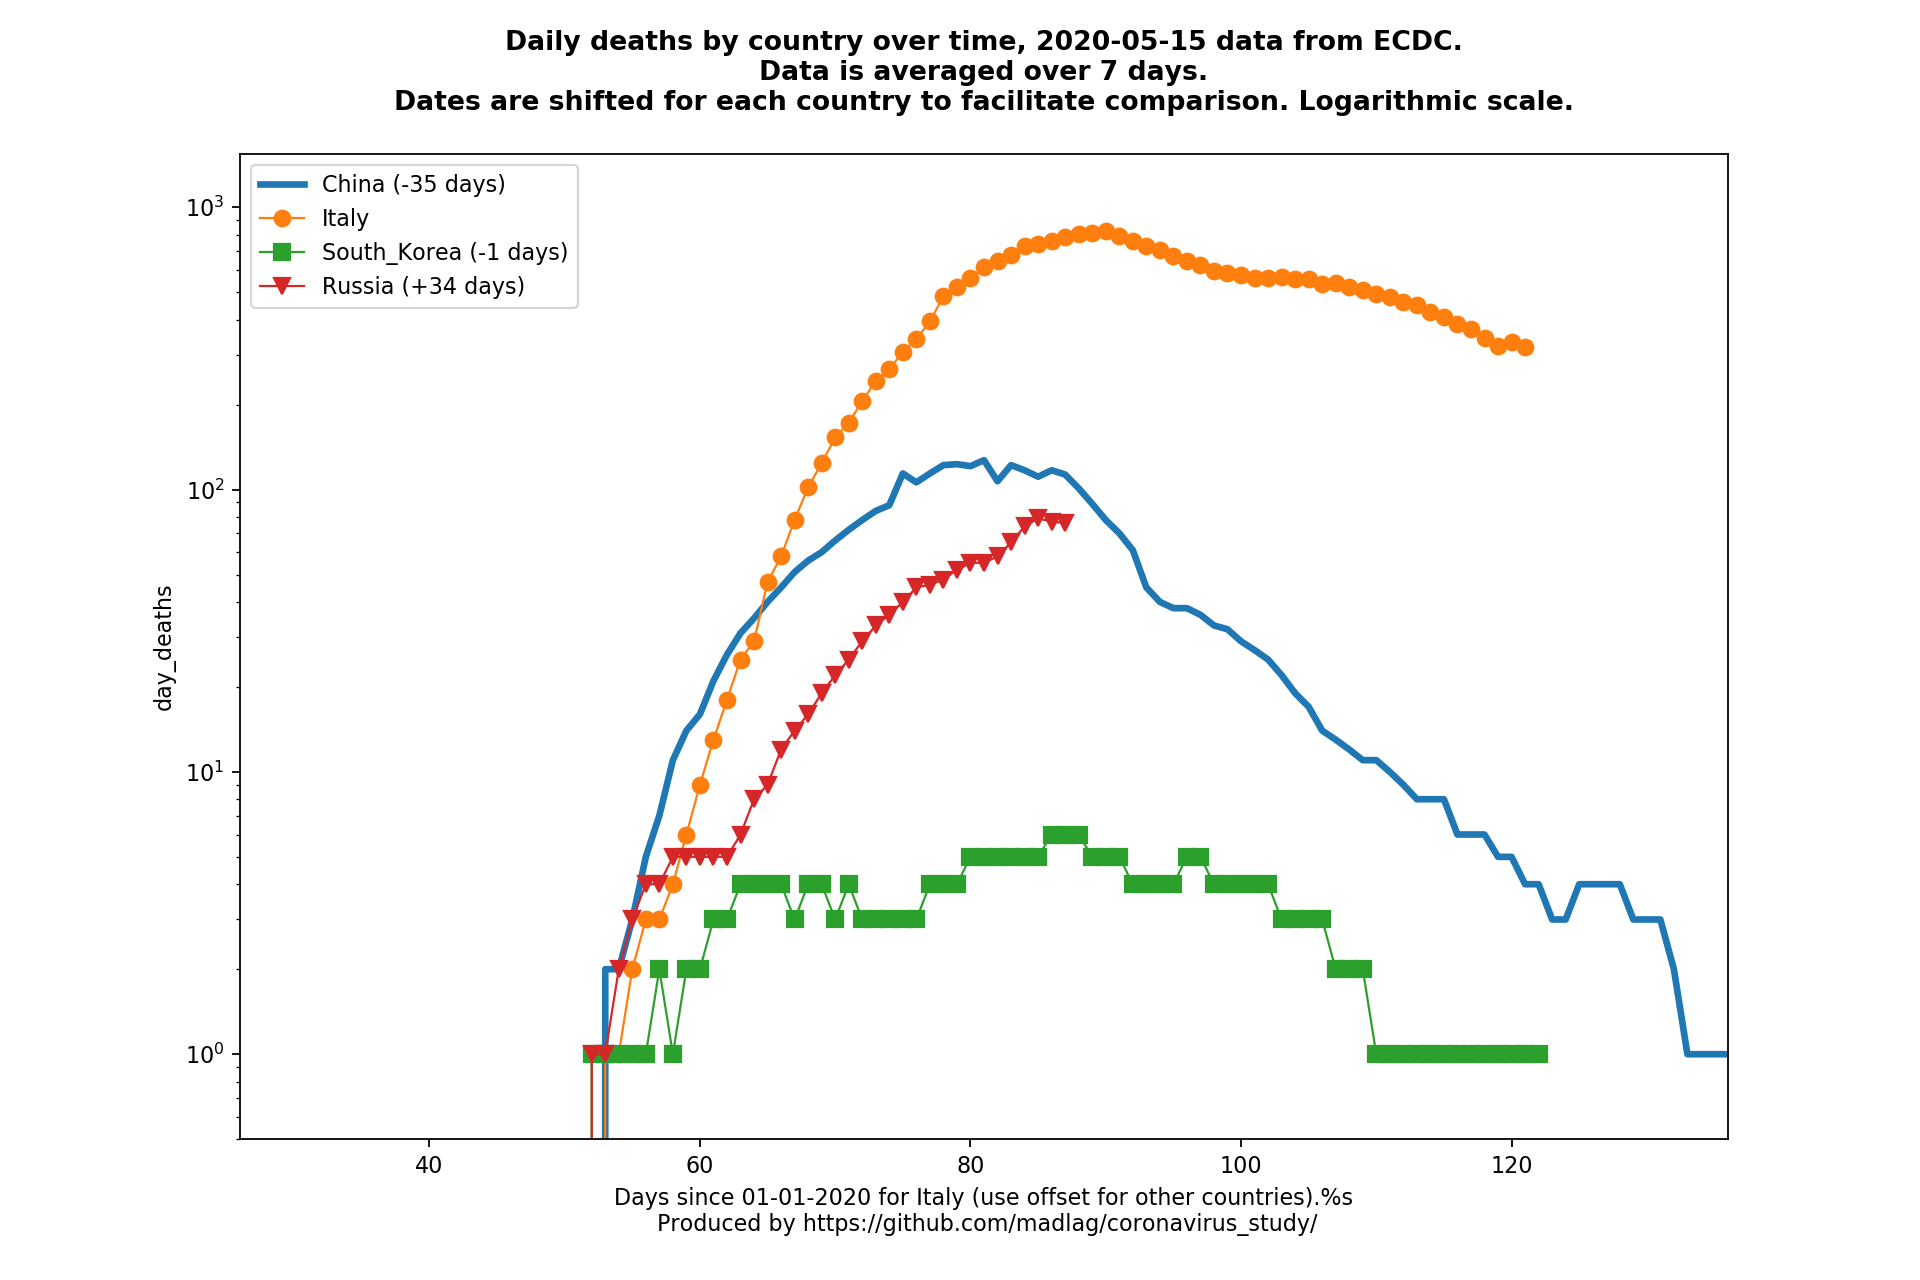 Daily deaths by country over time, 2020-05-15 data from ECDC.
Data is averaged over 7 days.
Dates are shifted for each country to facilitate comparison. Logarithmic scale.
China (-35 days)
Italy
South_Korea (-1 days)
Russia (+34 days)
10³
10²
10¹
10⁰
day_deaths
40 60 80 100 120
Days since 01-01-2020 for Italy (use offset for other countries).%s
Produced by https://github.com/madlag/coronavirus_study/